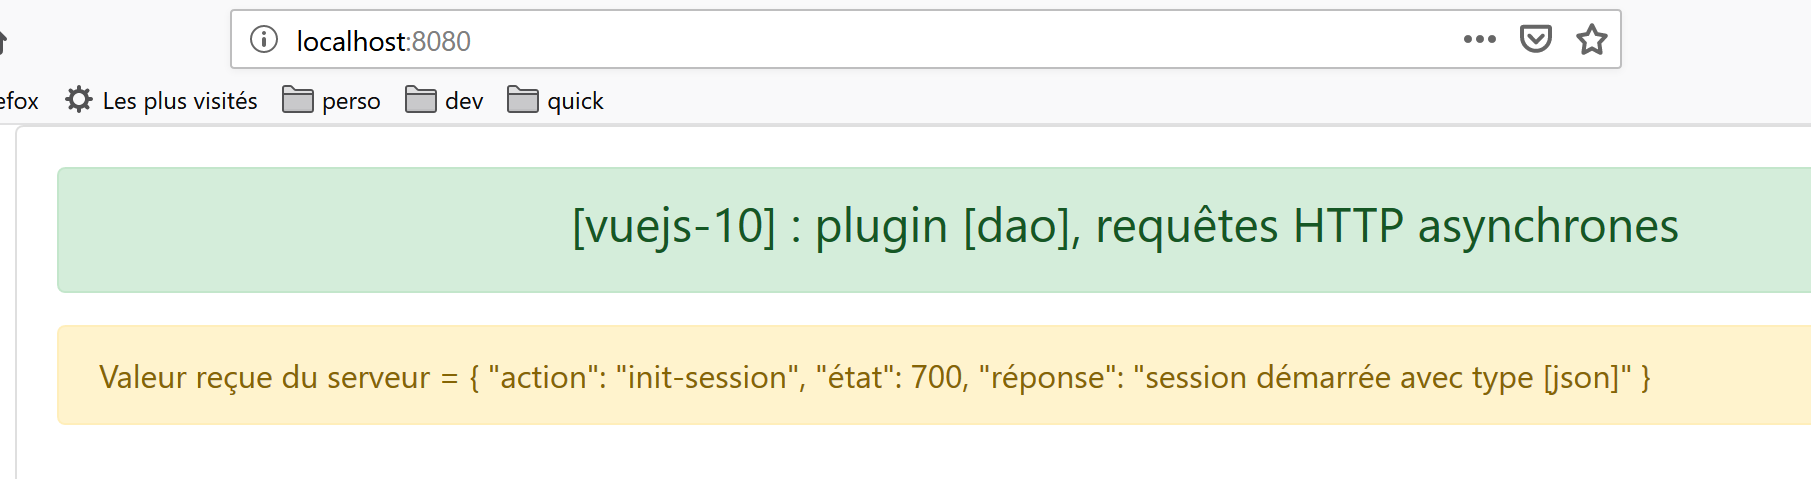 localhost:8080
efox Les plus visités perso dev quick
[vuejs-10] : plugin [dao], requêtes HTTP asynchrones
Valeur reçue du serveur = { "action": "init-session", "état": 700, "réponse": "session démarrée avec type [json]" }